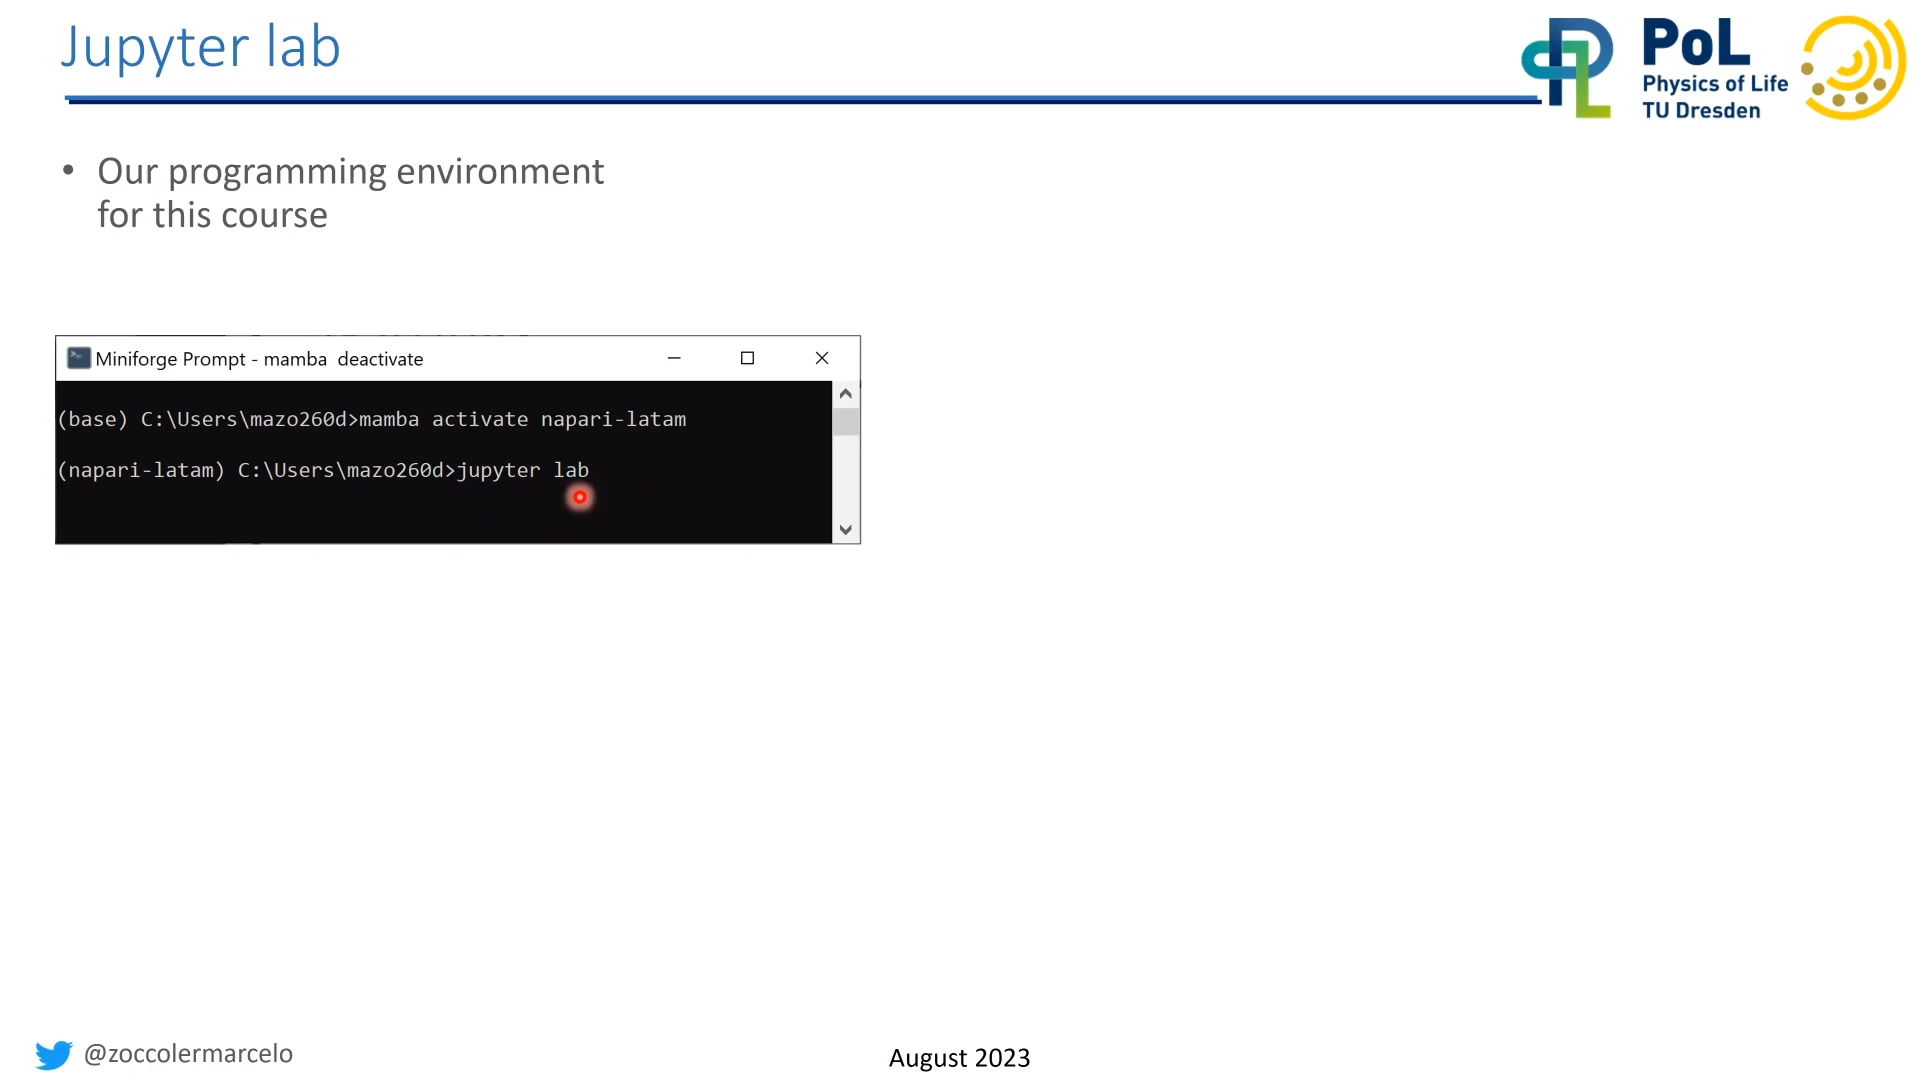 Jupyter lab
PoL
Physics of Life
TU Dresden
• Our programming environment
for this course
Miniforge Prompt - mamba  deactivate
(base) C:\Users\mazo260d>mamba activate napari-latam
(napari-latam) C:\Users\mazo260d>jupyter lab
@zoccolermarcelo
August 2023